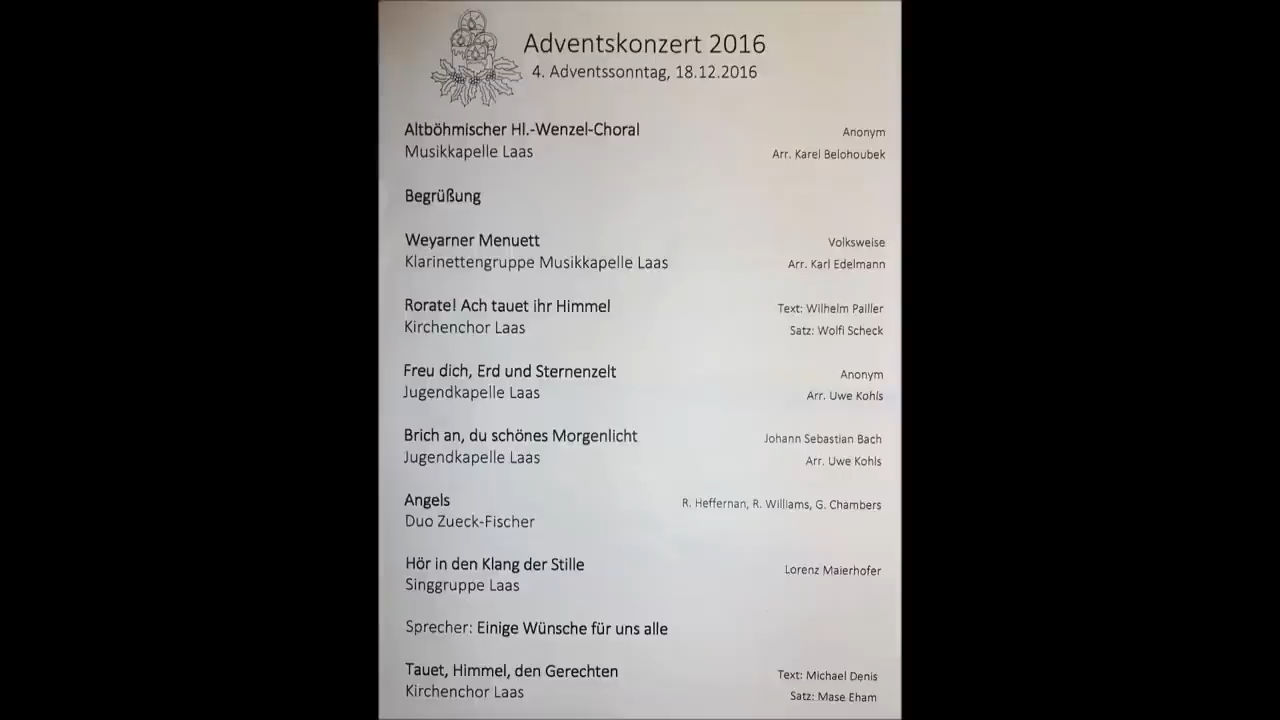 Adventskonzert 2016
4. Adventssonntag, 18.12.2016
Altböhmischer Hl.-Wenzel-Choral Anonym
Musikkapelle Laas Arr. Karel Belohoubek
Begrüßung
Weyarner Menuett Volksweise
Klarinettengruppe Musikkapelle Laas Arr. Karl Edelmann
Rorate! Ach tauet ihr Himmel Text: Wilhelm Pailler
Kirchenchor Laas Satz: Wolfi Scheck
Freu dich, Erd und Sternenzelt Anonym
Jugendkapelle Laas Arr. Uwe Kohls
Brich an, du schönes Morgenlicht Johann Sebastian Bach
Jugendkapelle Laas Arr. Uwe Kohls
Angels R. Heffernan, R. Williams, G. Chambers
Duo Zueck-Fischer
Hör in den Klang der Stille Lorenz Maierhofer
Singgruppe Laas
Sprecher: Einige Wünsche für uns alle
Tauet, Himmel, den Gerechten Text: Michael Denis
Kirchenchor Laas Satz: Mase Eham